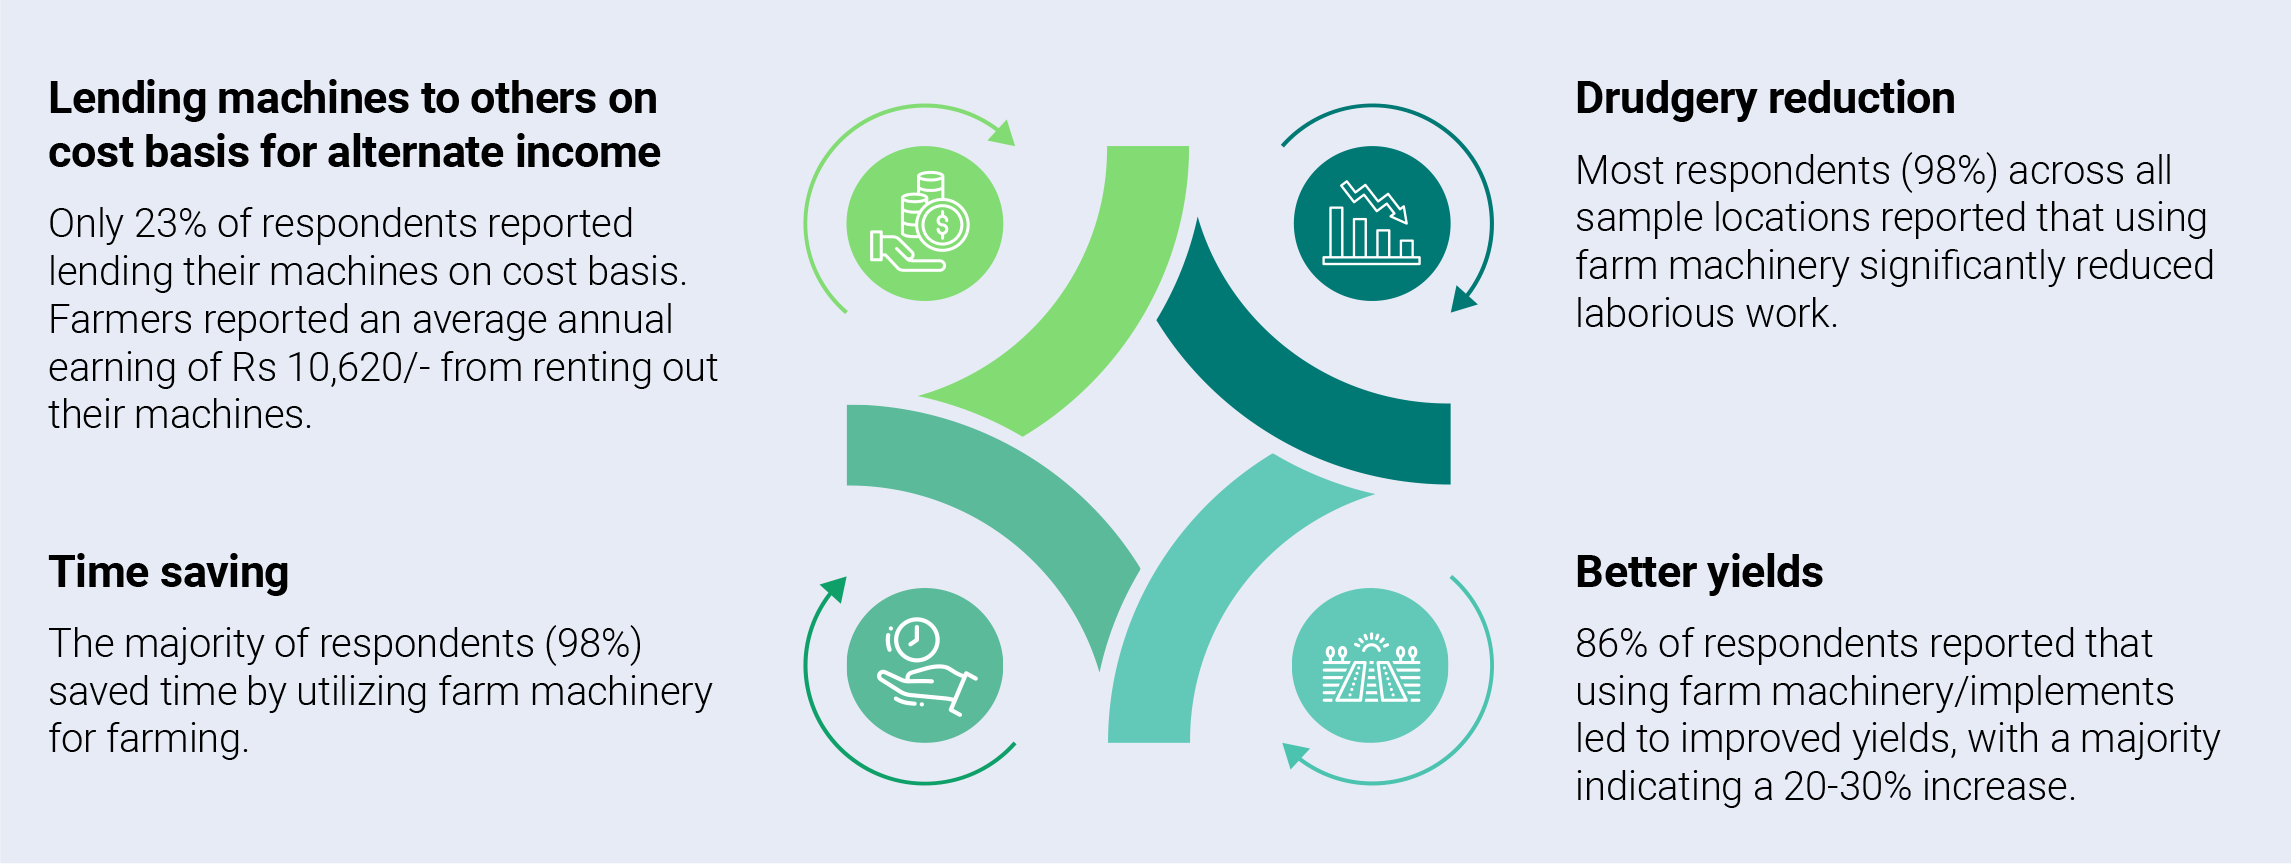 Lending machines to others on
cost basis for alternate income
Only 23% of respondents reported
lending their machines on cost basis.
Farmers reported an average annual
earning of Rs 10,620/- from renting out
their machines.
Drudgery reduction
Most respondents (98%) across all
sample locations reported that using
farm machinery significantly reduced
laborious work.
Time saving
The majority of respondents (98%)
saved time by utilizing farm machinery
for farming.
Better yields
86% of respondents reported that
using farm machinery/implements
led to improved yields, with a majority
indicating a 20-30% increase.